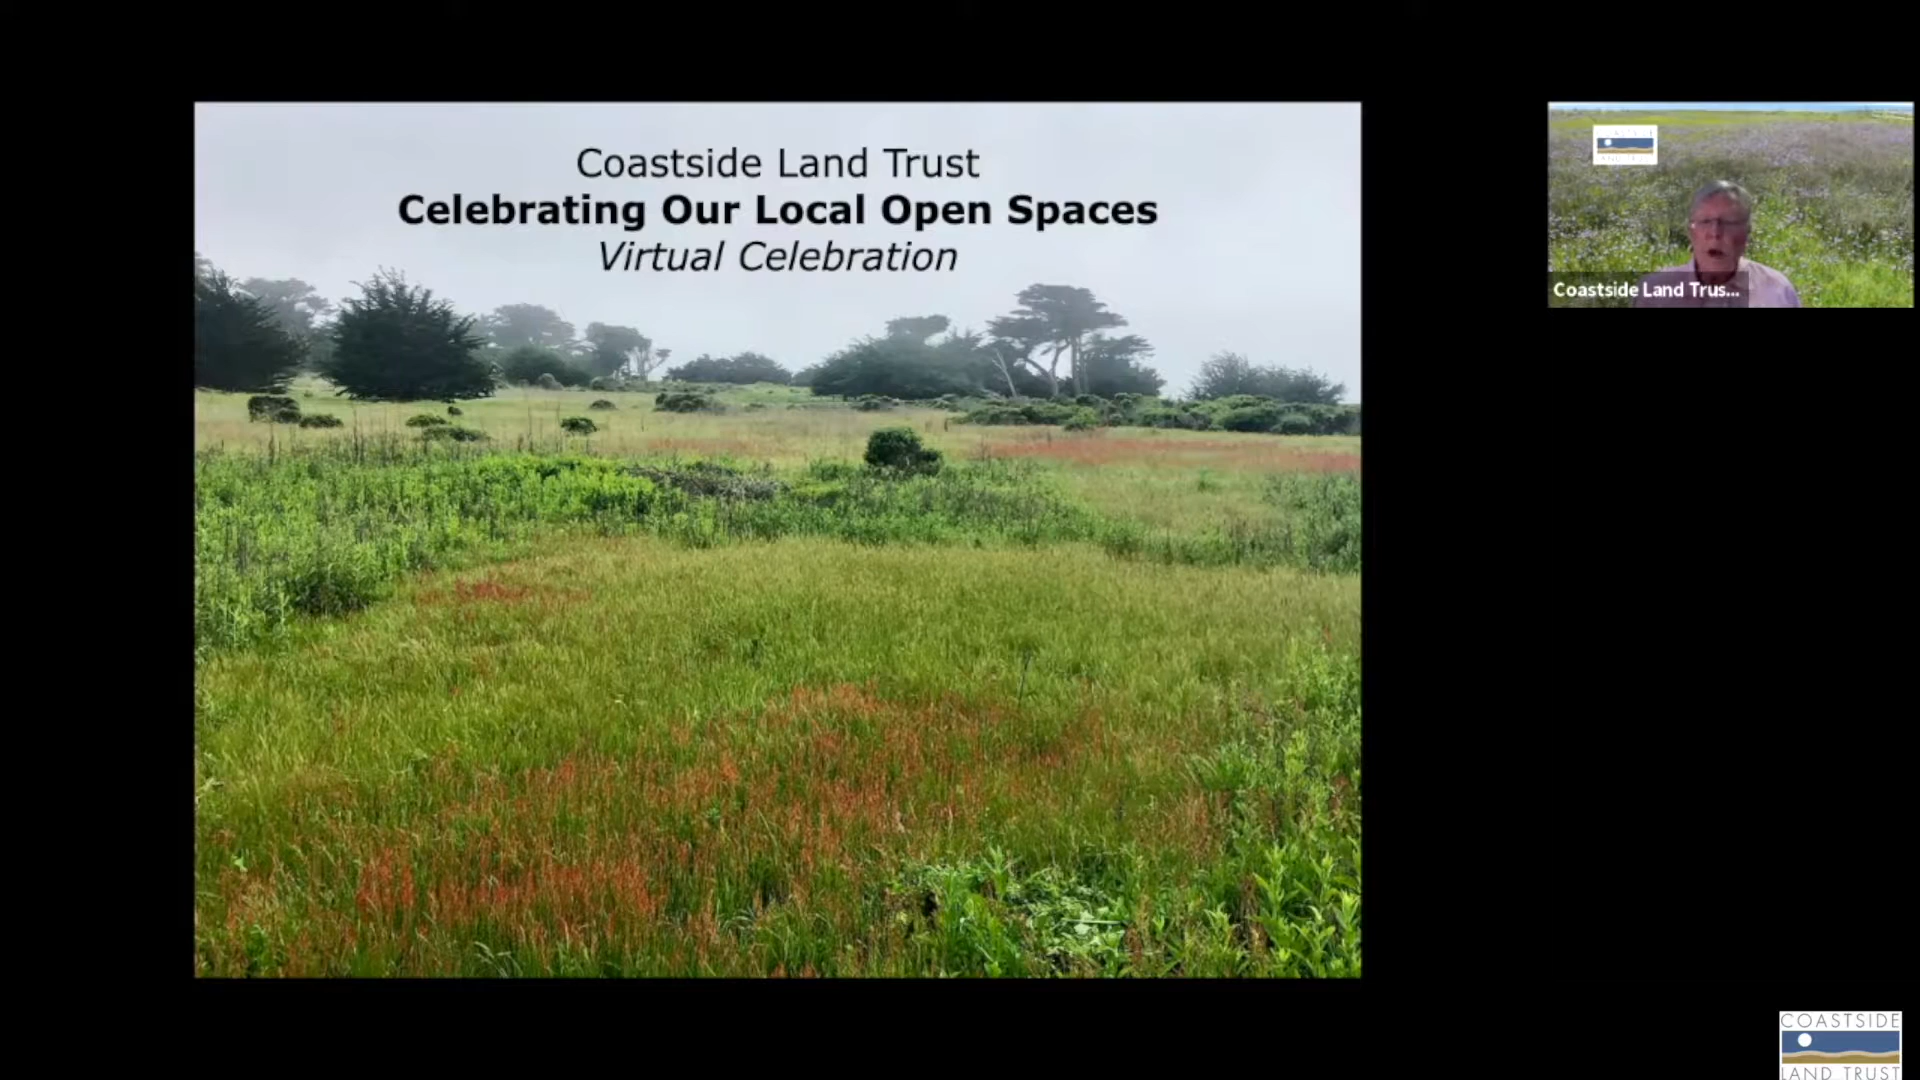 Coastside Land Trust
Celebrating Our Local Open Spaces
Virtual Celebration
Coastside Land Trus...
COASTSIDE
LAND TRUST